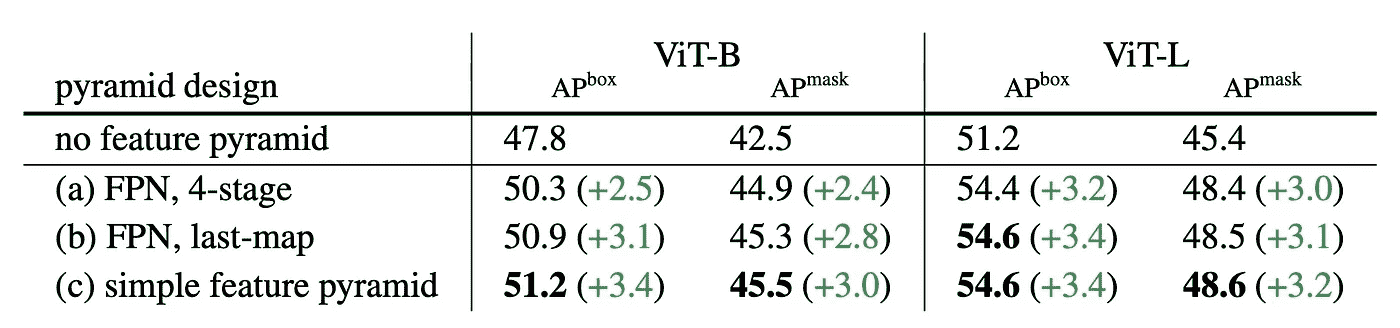 ViT-B ViT-L
pyramid design AP^box AP^mask AP^box AP^mask
no feature pyramid 47.8 42.5 51.2 45.4
(a) FPN, 4-stage 50.3 (+2.5) 44.9 (+2.4) 54.4 (+3.2) 48.4 (+3.0)
(b) FPN, last-map 50.9 (+3.1) 45.3 (+2.8) 54.6 (+3.4) 48.5 (+3.1)
(c) simple feature pyramid 51.2 (+3.4) 45.5 (+3.0) 54.6 (+3.4) 48.6 (+3.2)